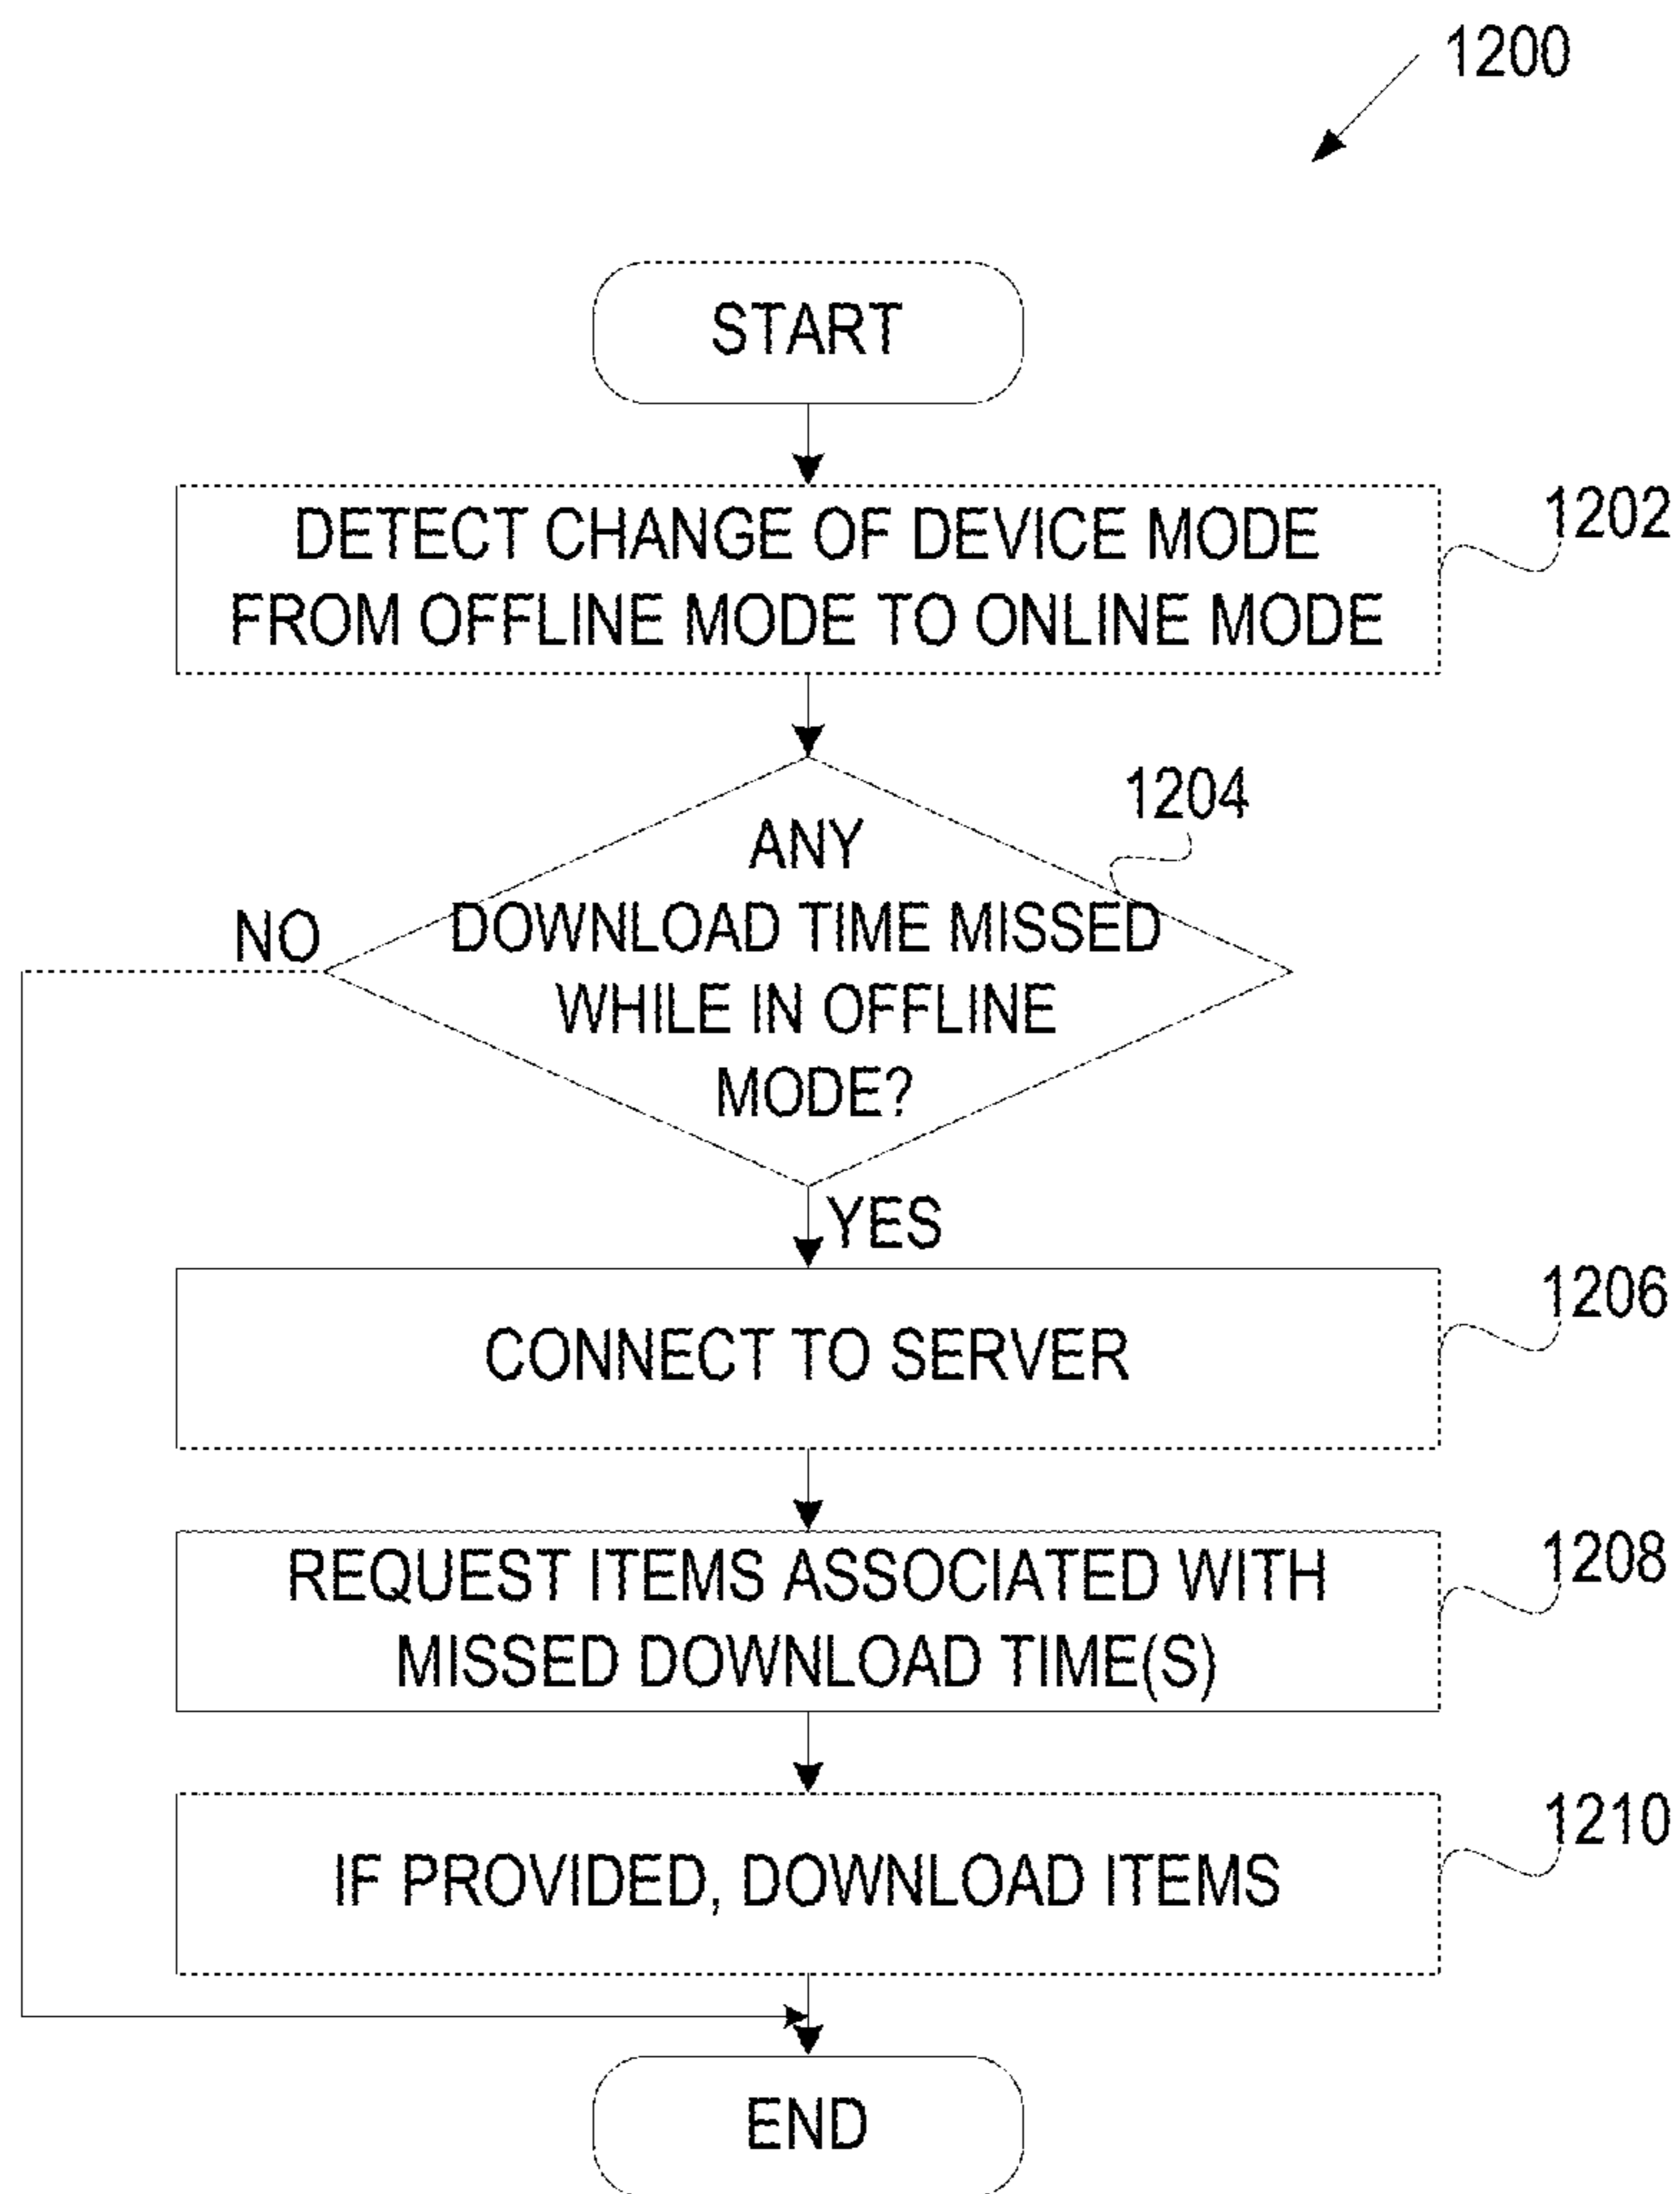 1200
START
DETECT CHANGE OF DEVICE MODE
FROM OFFLINE MODE TO ONLINE MODE
1202
1204
ANY
DOWNLOAD TIME MISSED
WHILE IN OFFLINE
MODE?
NO
YES
CONNECT TO SERVER
1206
REQUEST ITEMS ASSOCIATED WITH
MISSED DOWNLOAD TIME(S)
1208
IF PROVIDED, DOWNLOAD ITEMS
1210
END